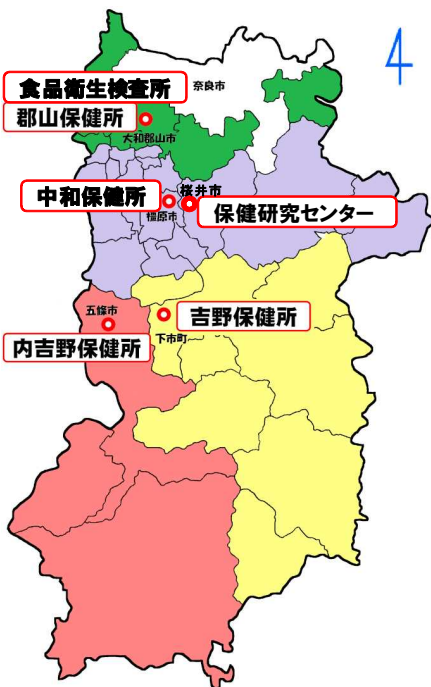 食品衛生検査所
奈良市
郡山保健所
大和郡山市
中和保健所
桜井市
橿原市
保健研究センター
五條市
吉野保健所
内吉野保健所
下市町